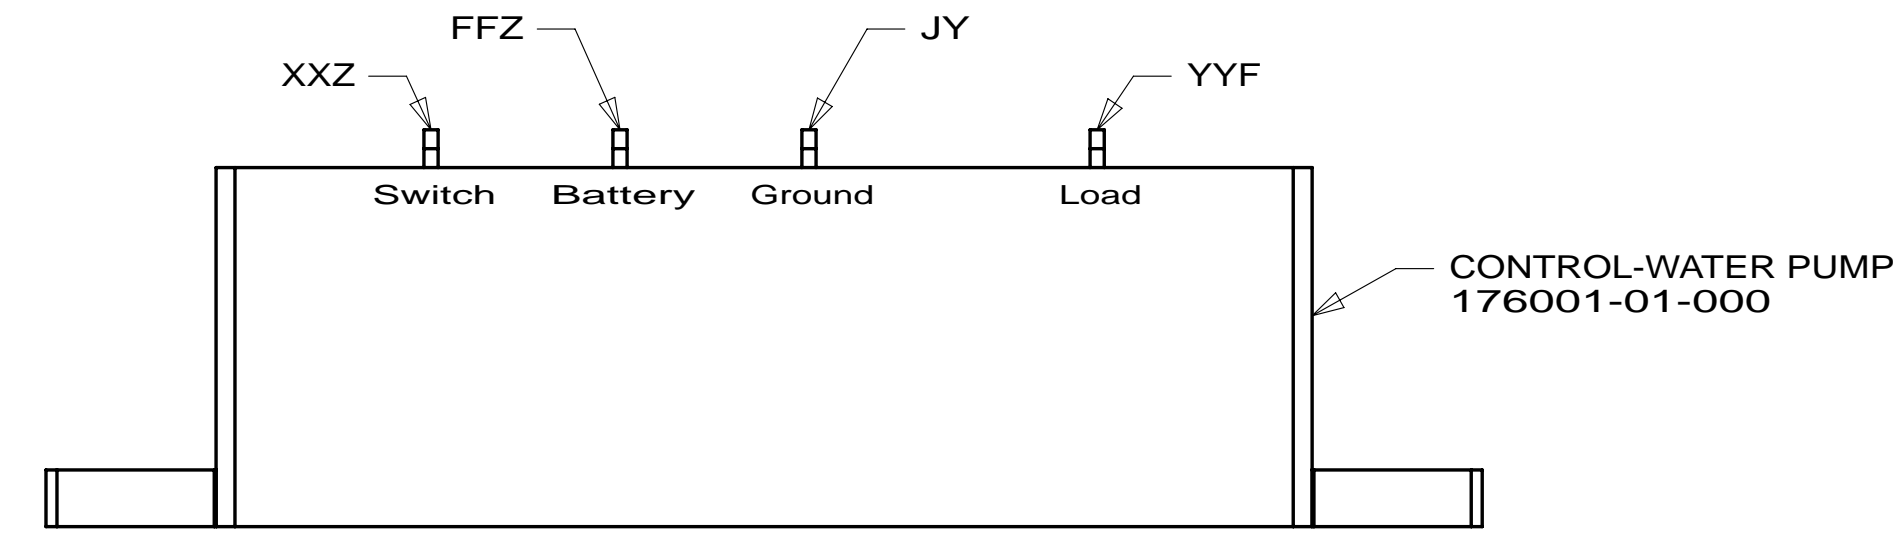 FFZ
JY
XXZ
YYF
Switch
Battery
Ground
Load
CONTROL-WATER PUMP
176001-01-000